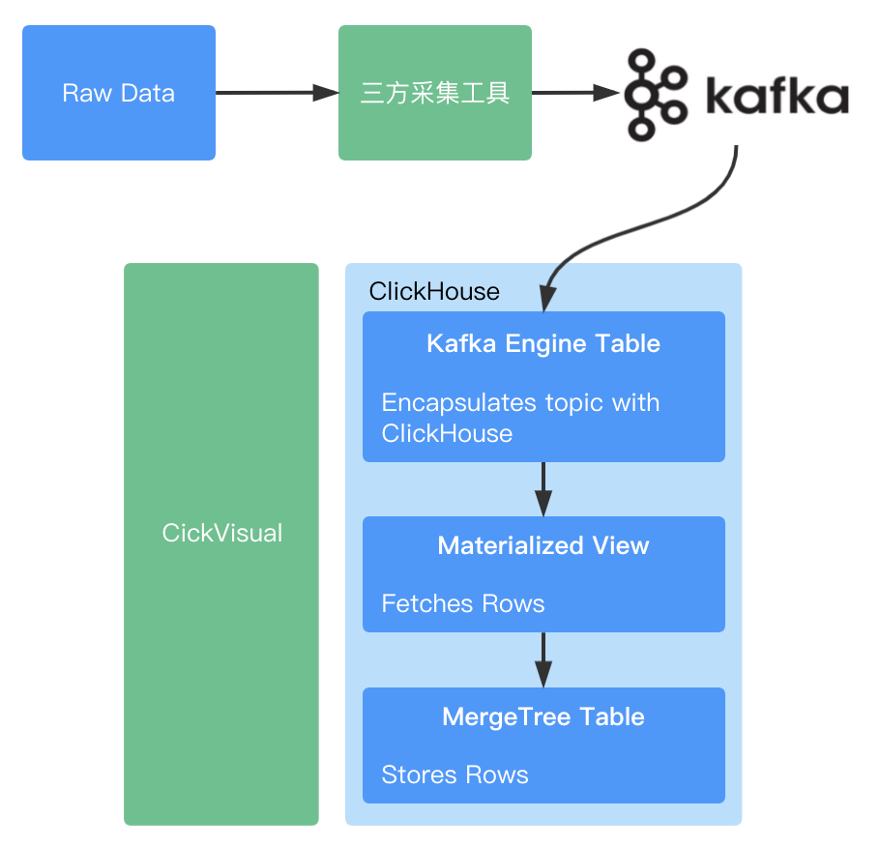 Raw Data
三方采集工具
kafka
ClickHouse
Kafka Engine Table
Encapsulates topic with
ClickHouse
CickVisual
Materialized View
Fetches Rows
MergeTree Table
Stores Rows